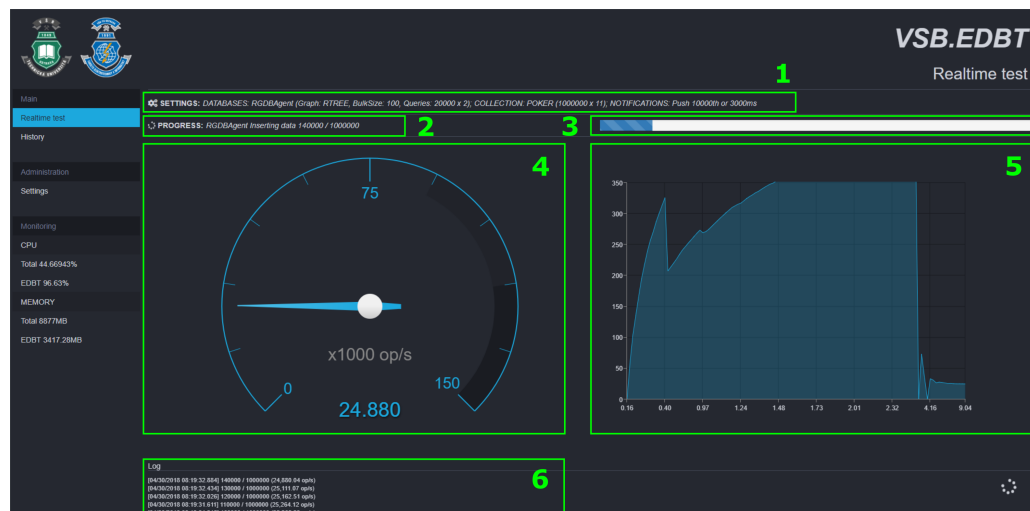 VSB.EDBT
Realtime test
Main
Realtime test
History
Administration
Settings
Monitoring
CPU
Total 44.66943%
EDBT 96.63%
MEMORY
Total 8877MB
EDBT 3417.28MB
1
SETTINGS: DATABASES: RGDBAgent (Graph: RTREE, BulkSize: 100, Queries: 20000 x 2); COLLECTION: POKER (1000000 x 11); NOTIFICATIONS: Push 10000th or 3000ms
PROGRESS: RGDBAgent Inserting data 140000 / 1000000
2
3
4
75
x1000 op/s
0
150
24.880
5
350
300
250
200
150
100
50
0
0.16 0.40 0.97 1.24 1.48 1.73 2.01 2.32 4.16 9.04
Log
6
[04/30/2018 08:19:32.884] 140000 / 1000000 (24,880.04 op/s)
[04/30/2018 08:19:32.434] 130000 / 1000000 (25,111.07 op/s)
[04/30/2018 08:19:32.026] 120000 / 1000000 (25,162.51 op/s)
[04/30/2018 08:19:31.611] 110000 / 1000000 (25,264.12 op/s)